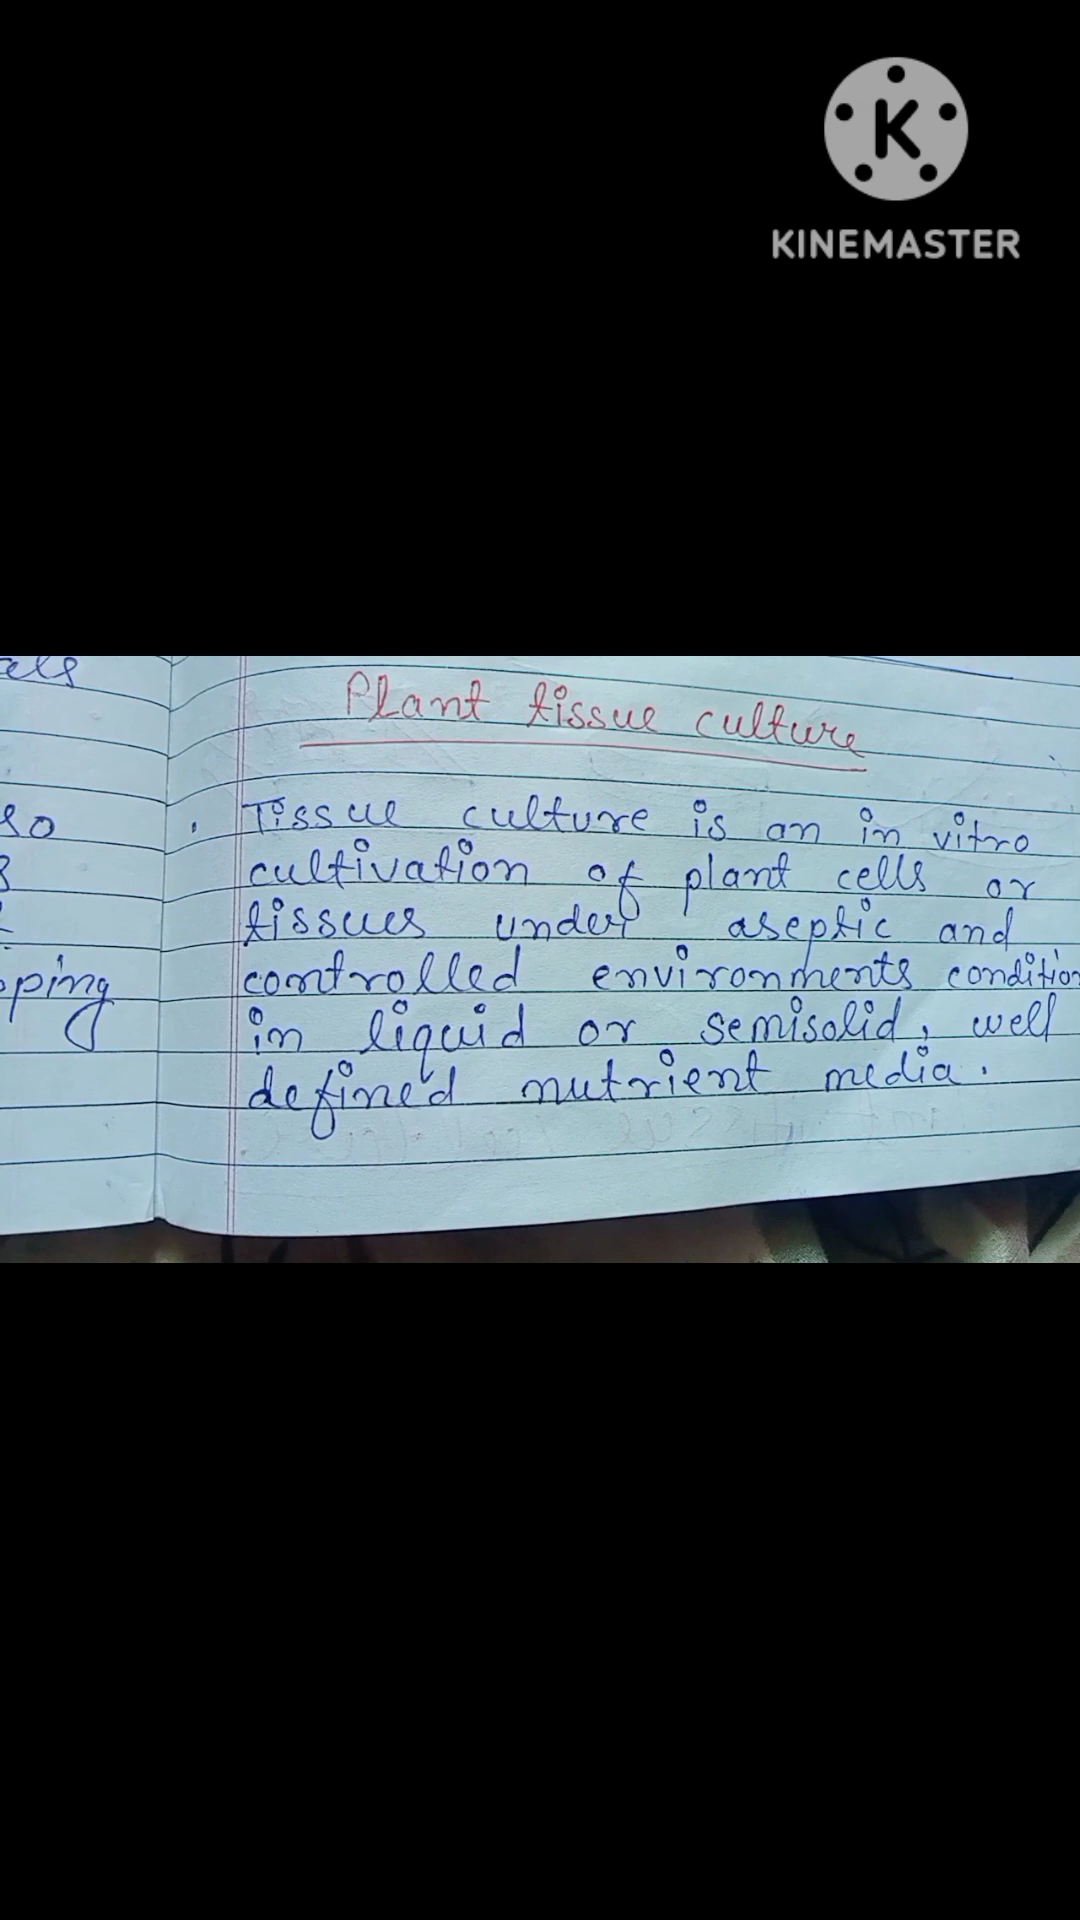 KINEMASTER
Plant tissue culture
Tissue culture is an in vitro
cultivation of plant cells or
tissues under aseptic and
controlled environments condition
in liquid or semisolid, well
defined nutrient media.